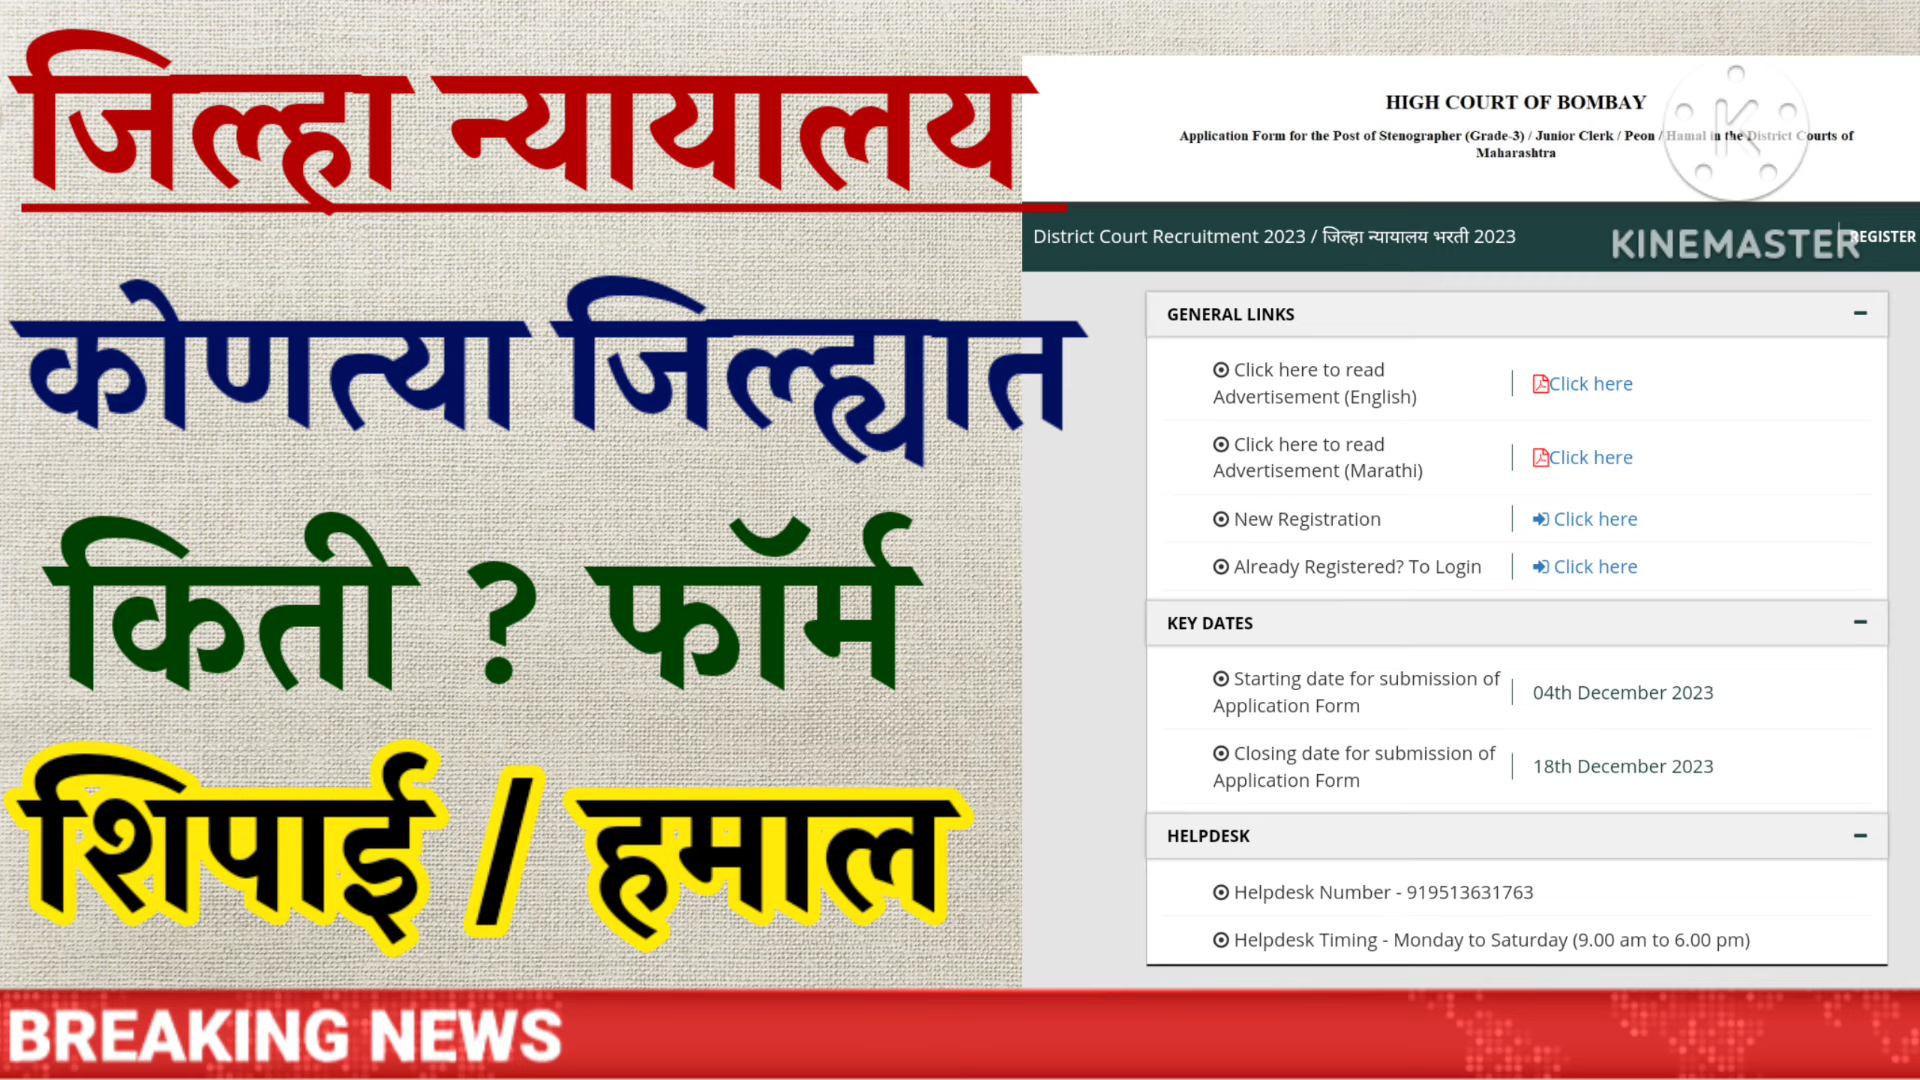 जिल्हा न्यायालय
कोणत्या जिल्ह्यात
किती ? फॉर्म
शिपाई / हमाल
HIGH COURT OF BOMBAY
Application Form for the Post of Stenographer (Grade-3) / Junior Clerk / Peon / Hamal in the District Courts of
Maharashtra
K
District Court Recruitment 2023 / जिल्हा न्यायालय भरती 2023
KINEMASTER
REGISTER
GENERAL LINKS
Click here to read
Advertisement (English)
Click here
Click here to read
Advertisement (Marathi)
Click here
New Registration
Click here
Already Registered? To Login
Click here
KEY DATES
Starting date for submission of
Application Form
04th December 2023
Closing date for submission of
Application Form
18th December 2023
HELPDESK
Helpdesk Number - 919513631763
Helpdesk Timing - Monday to Saturday (9.00 am to 6.00 pm)
BREAKING NEWS